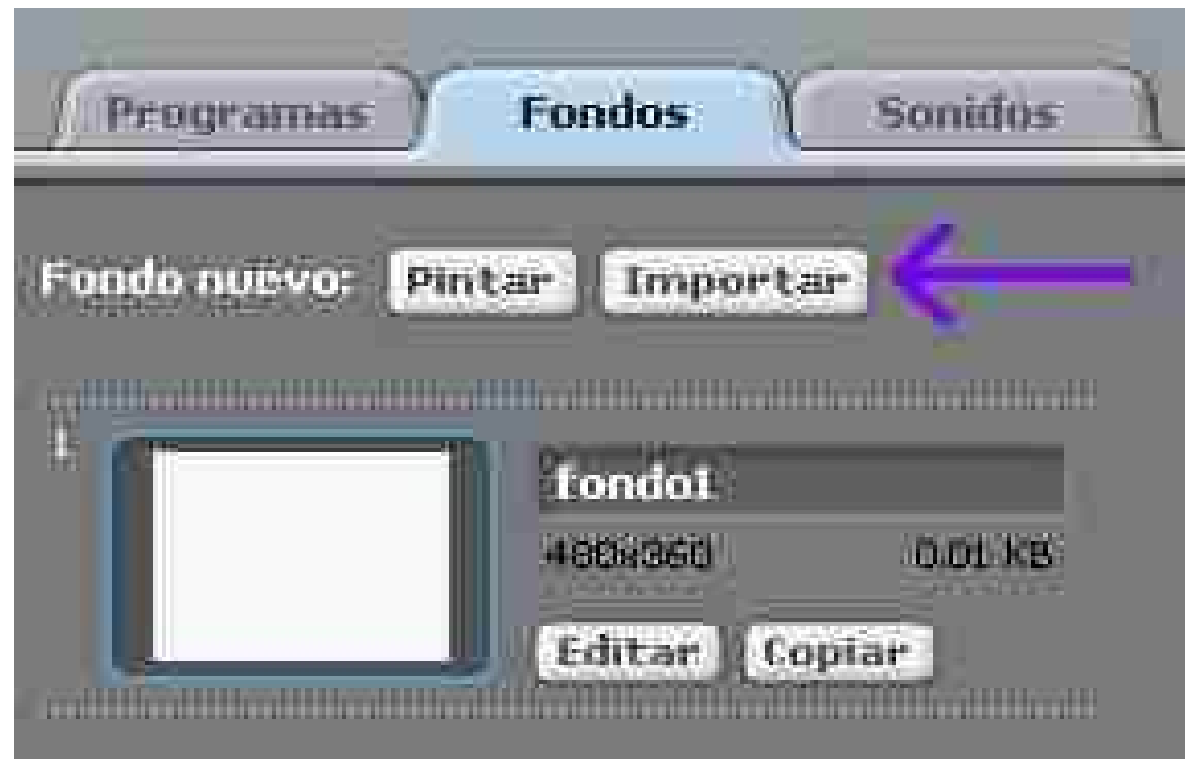 Programas Fondos Sonidos
Fondo nuevo: Pintar Importar
1
fondo1
480x360 0.01 kB
Editar Copiar